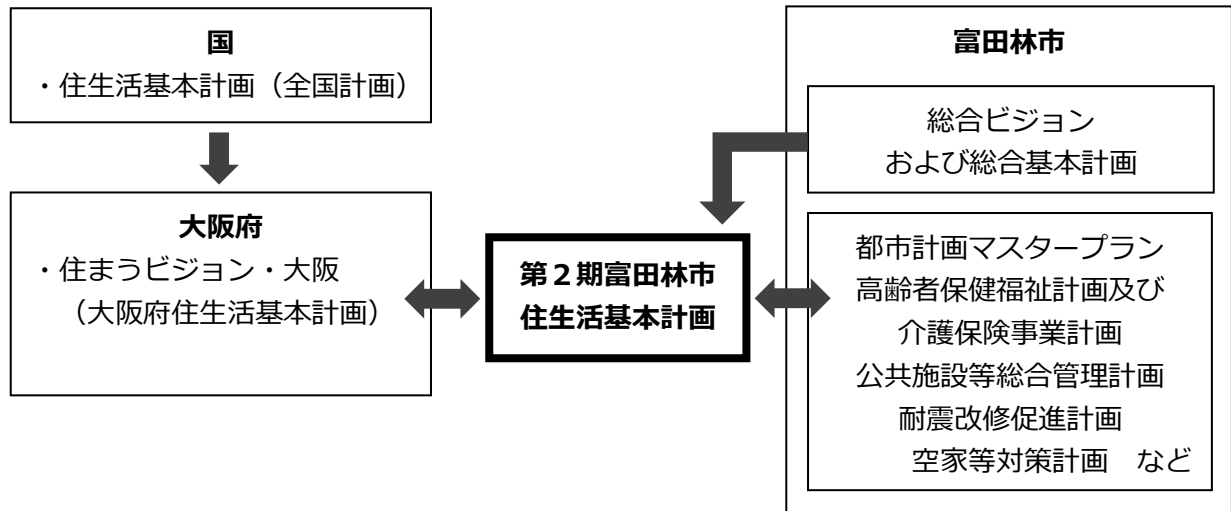 国
・住生活基本計画（全国計画）
大阪府
・住まうビジョン・大阪
（大阪府住生活基本計画）
第２期富田林市
住生活基本計画
富田林市
総合ビジョン
および総合基本計画
都市計画マスタープラン
高齢者保健福祉計画及び
介護保険事業計画
公共施設等総合管理計画
耐震改修促進計画
空家等対策計画　など